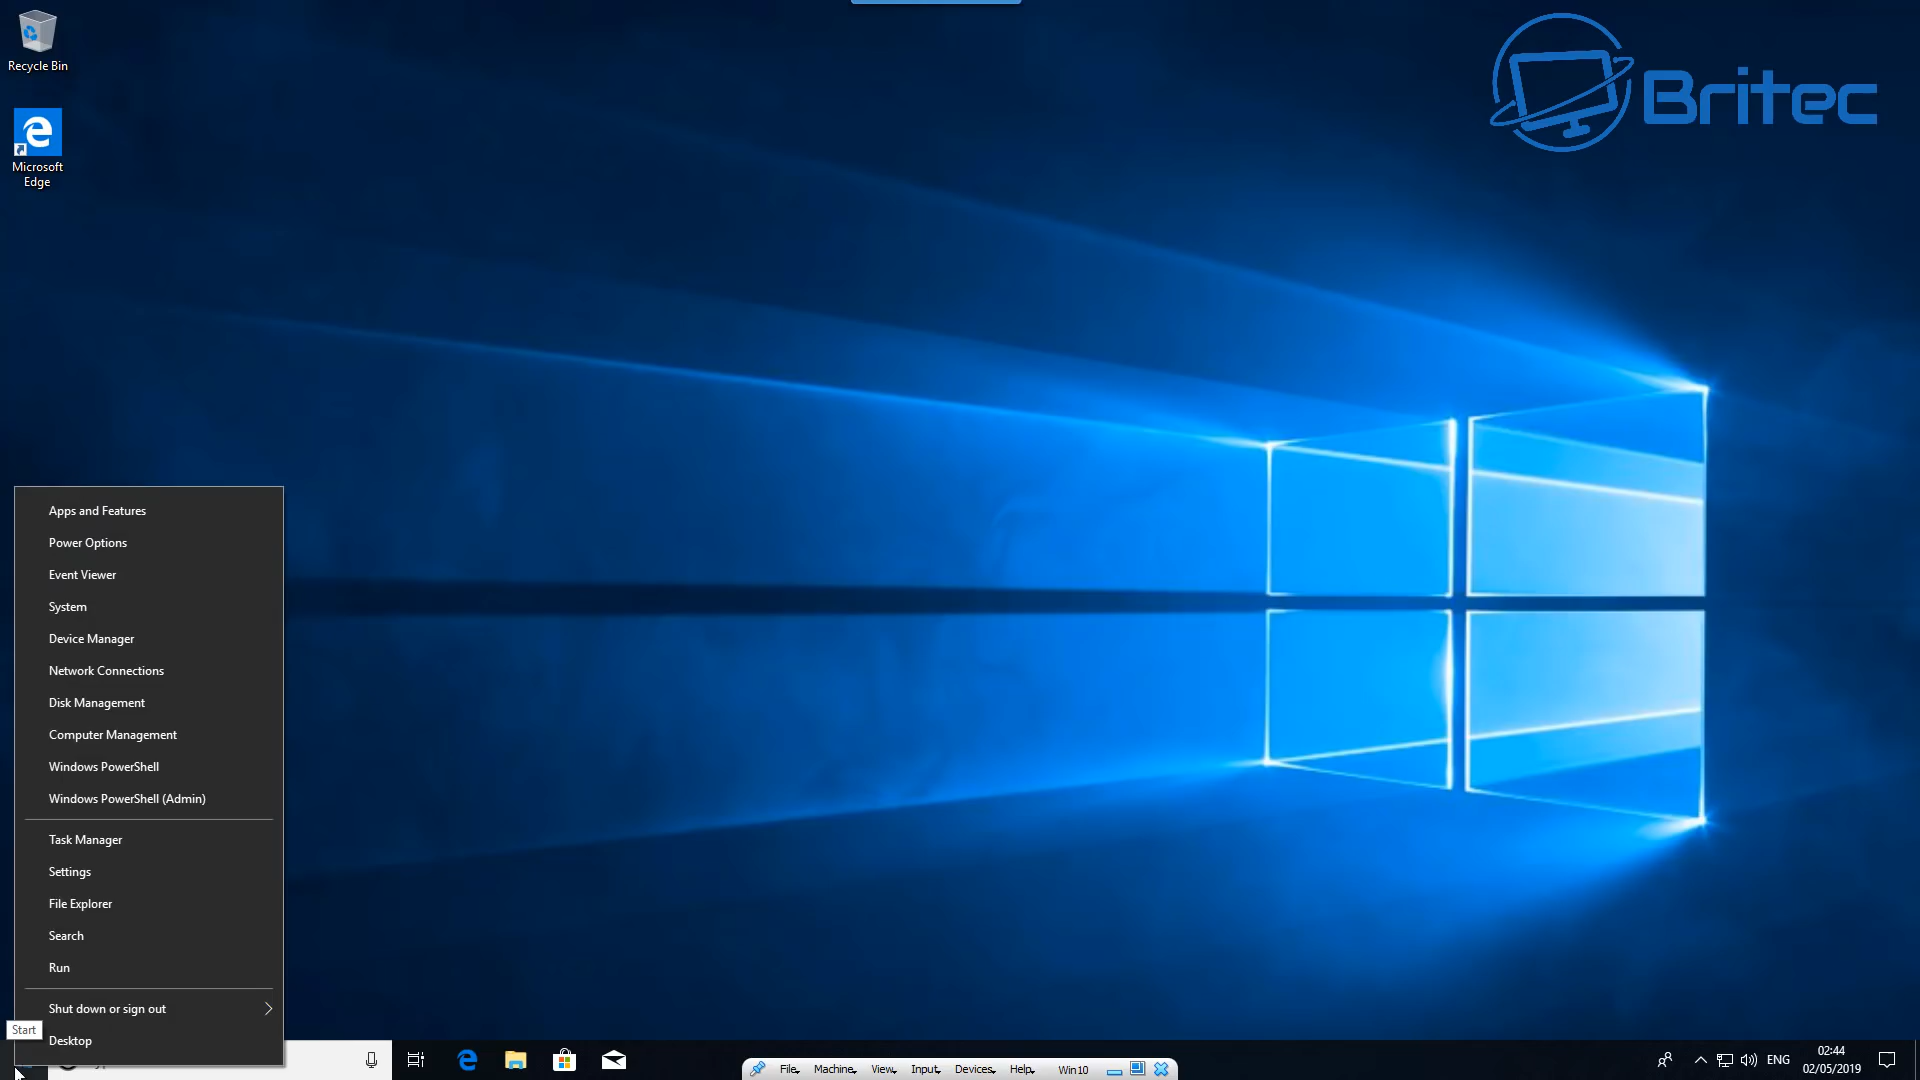 Recycle Bin
Microsoft
Edge
Britec
Apps and Features
Power Options
Event Viewer
System
Device Manager
Network Connections
Disk Management
Computer Management
Windows PowerShell
Windows PowerShell (Admin)
Task Manager
Settings
File Explorer
Search
Run
Shut down or sign out
Start
Desktop
File Machine View Input Devices Help Win10
ENG
02:44
02/05/2019